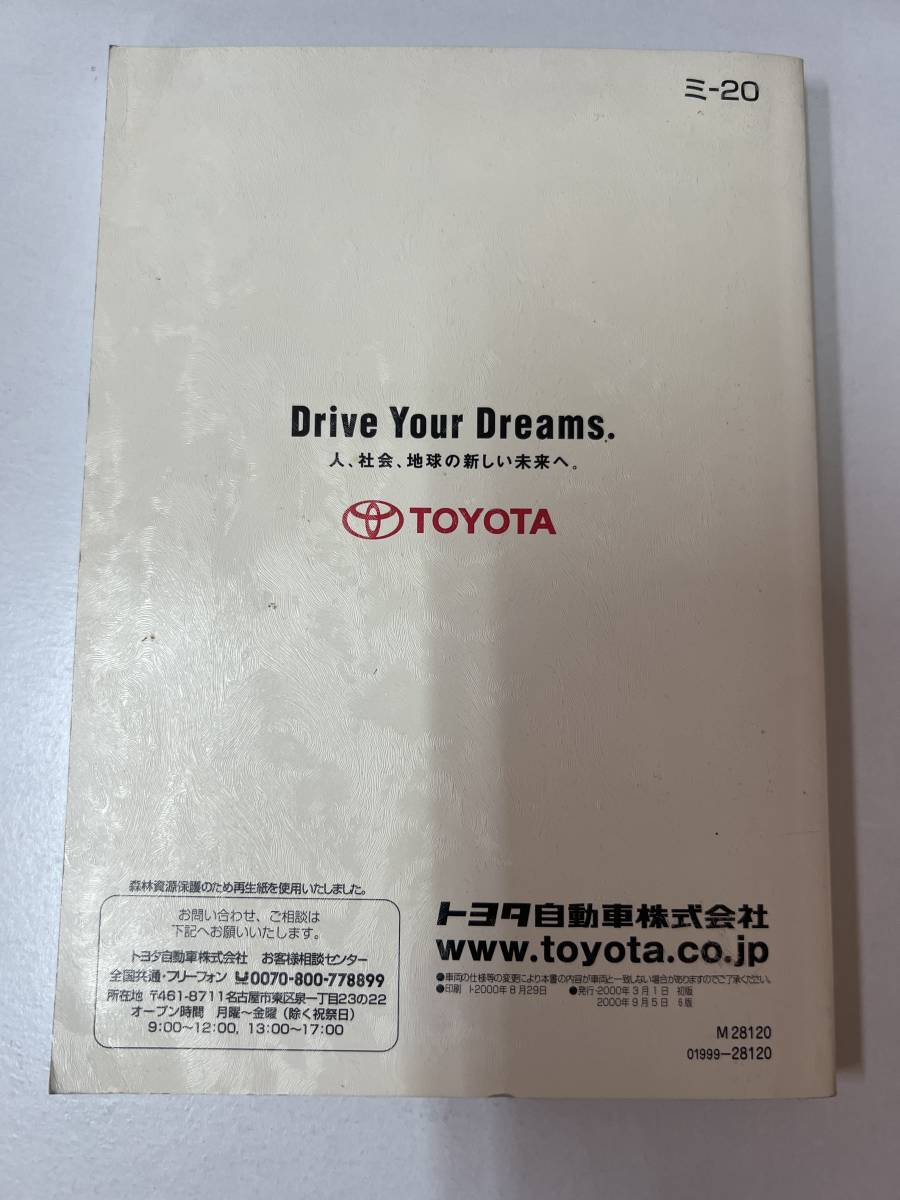 ミ-20
Drive Your Dreams.
人、社会、地球の新しい未来へ。
TOYOTA
森林資源保護のため再生紙を使用いたしました。
お問い合わせ、ご相談は
下記へお願いいたします。
トヨタ自動車株式会社 お客様相談センター
全国共通・フリーフォン 0070-800-778899
所在地 〒461-8711名古屋市東区泉一丁目23の22
オープン時間 月曜〜金曜(除く祝祭日)
9:00〜12:00, 13:00〜17:00
トヨタ自動車株式会社
www.toyota.co.jp
●車両の仕様等の変更により本書の内容が車両と一致しない場合がありますのでご了承ください。
●印刷 I-2000年8月29日 ●発行-2000年3月1日 初版
2000年9月5日 6版
M 28120
01999-28120